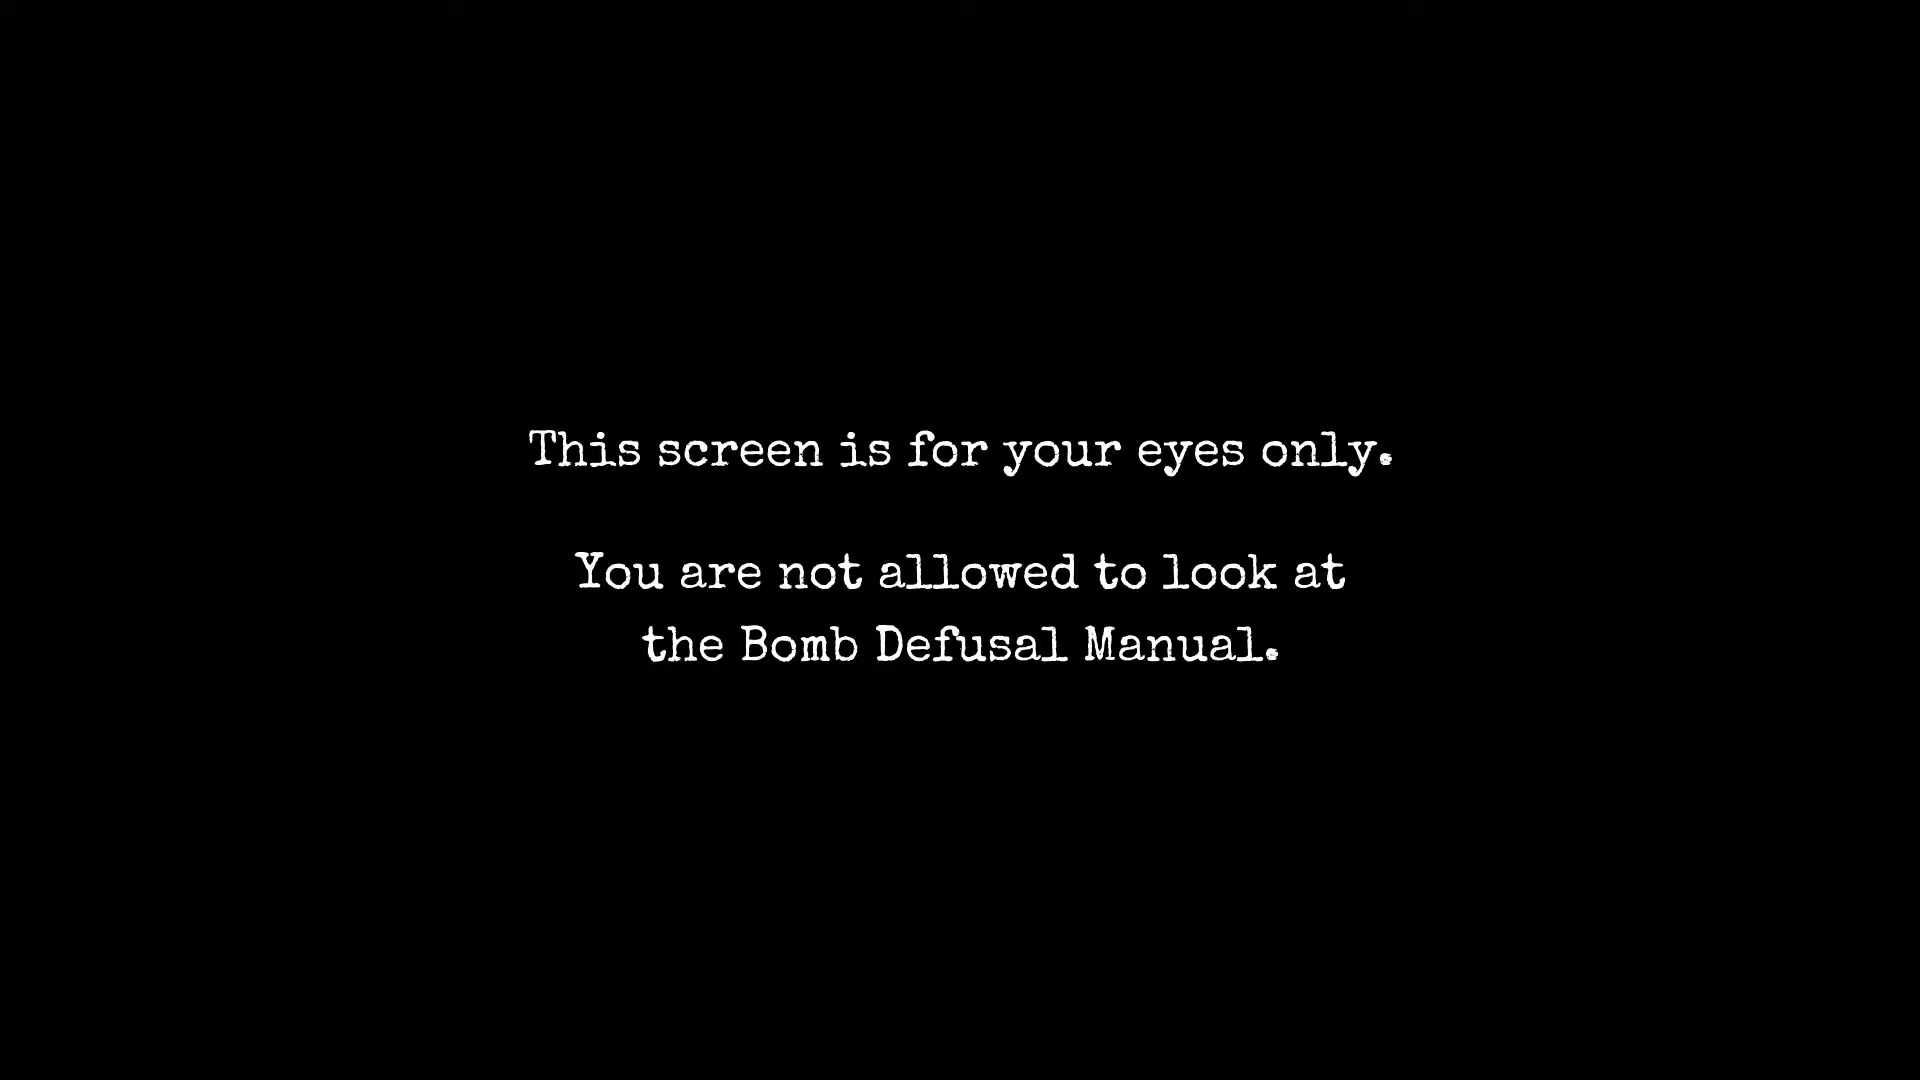 This screen is for your eyes only.
You are not allowed to look at
the Bomb Defusal Manual.